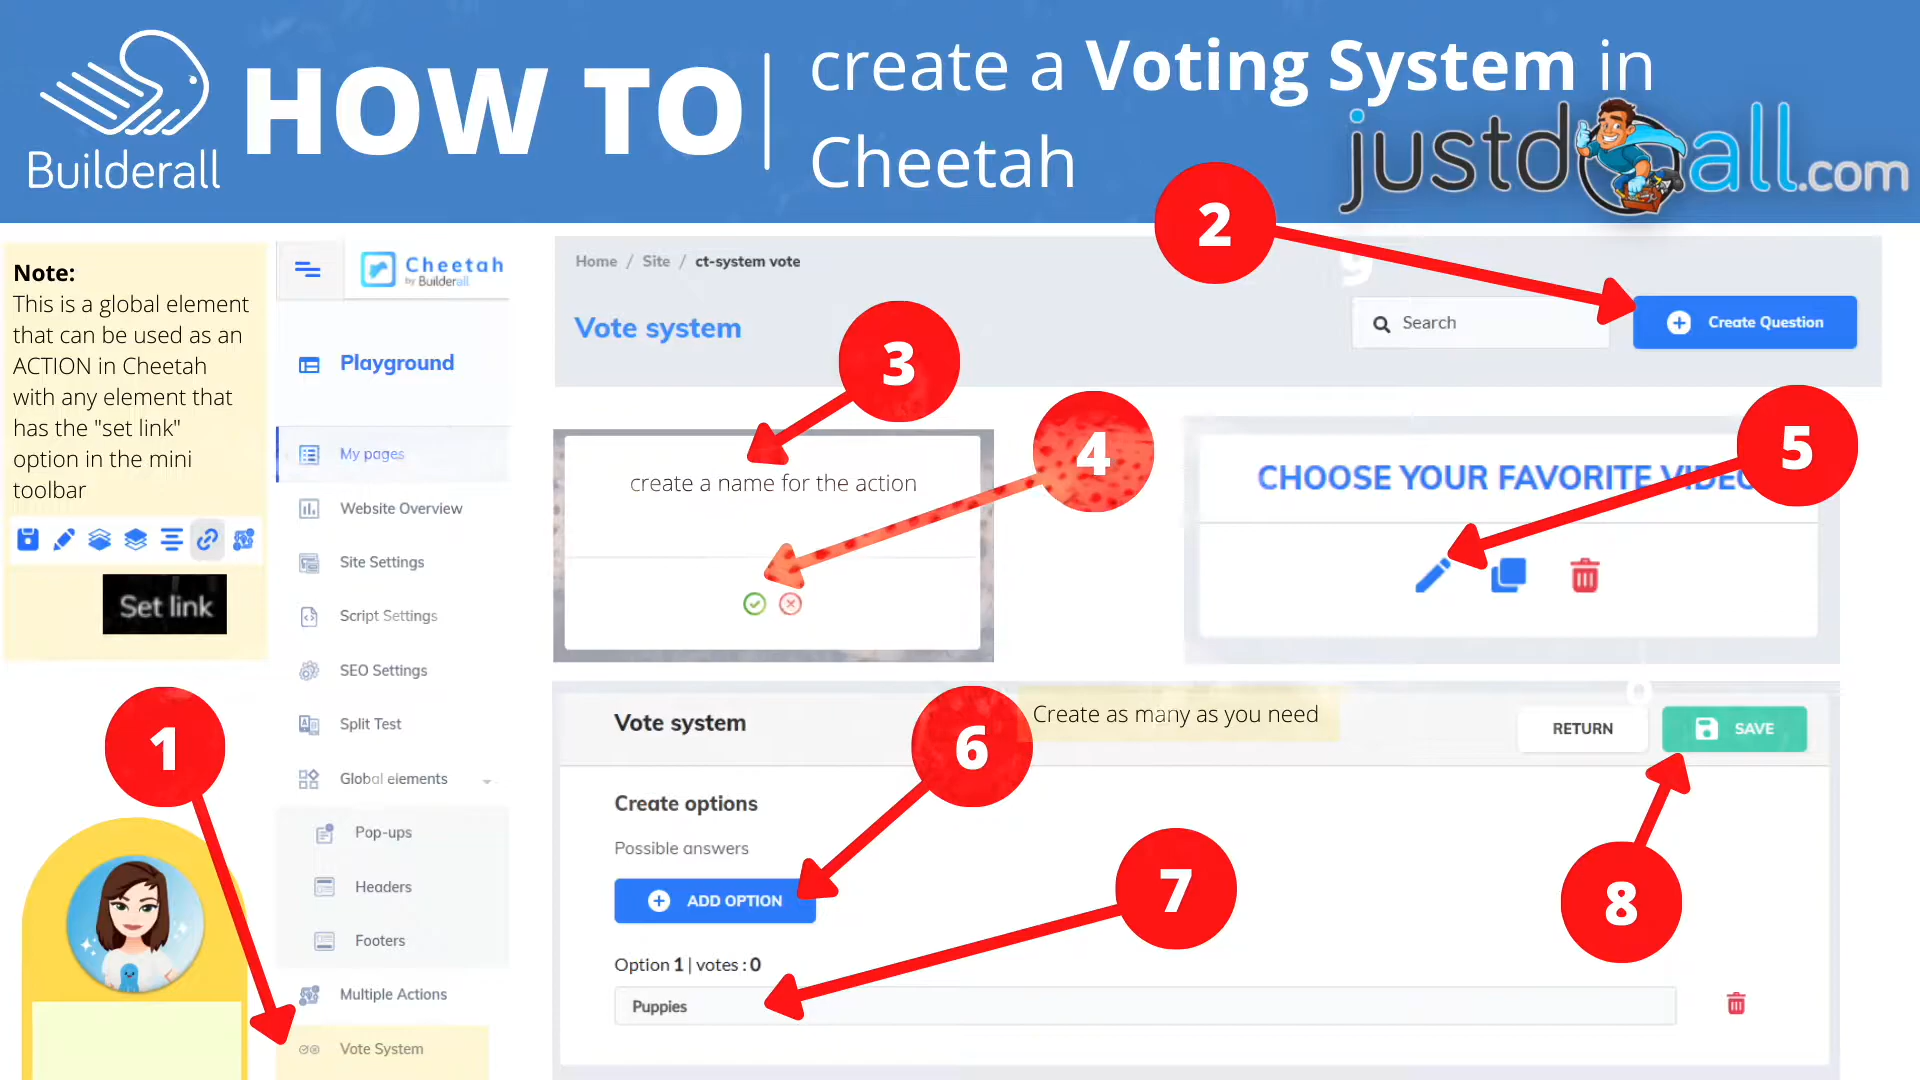 Builderall
HOW TO
create a Voting System in
Cheetah
justdoall.com
Note:
This is a global element
that can be used as an
ACTION in Cheetah
with any element that
has the "set link"
option in the mini
toolbar
Set link
1
Cheetah
by Builderall
Playground
My pages
Website Overview
Site Settings
Script Settings
SEO Settings
Split Test
Global elements
Pop-ups
Headers
Footers
Multiple Actions
Vote System
Home / Site / ct-system vote
Vote system
2
9
Search
Create Question
3
create a name for the action
4
5
CHOOSE YOUR FAVORITE VIDEO
Vote system
6
Create as many as you need
RETURN
SAVE
Create options
Possible answers
ADD OPTION
7
8
Option 1 | votes : 0
Puppies